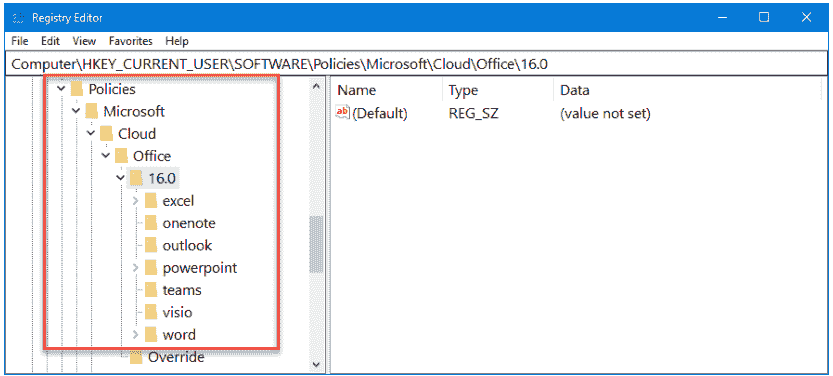 Registry Editor
File Edit View Favorites Help
Computer\HKEY_CURRENT_USER\SOFTWARE\Policies\Microsoft\Cloud\Office\16.0
Policies
Microsoft
Cloud
Office
16.0
excel
onenote
outlook
powerpoint
teams
visio
word
Override
Name Type Data
ab (Default) REG_SZ (value not set)